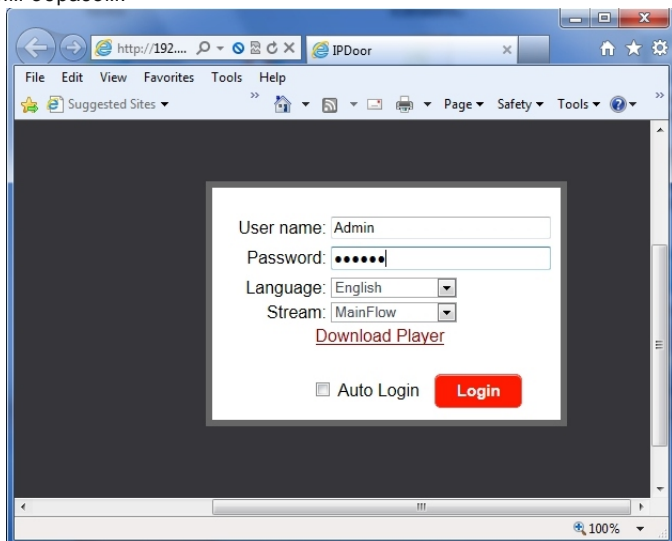 http://192.... IPDoor
File Edit View Favorites Tools Help
Suggested Sites Page Safety Tools
User name: Admin
Password: ••••••
Language: English
Stream: MainFlow
Download Player
Auto Login Login
100%